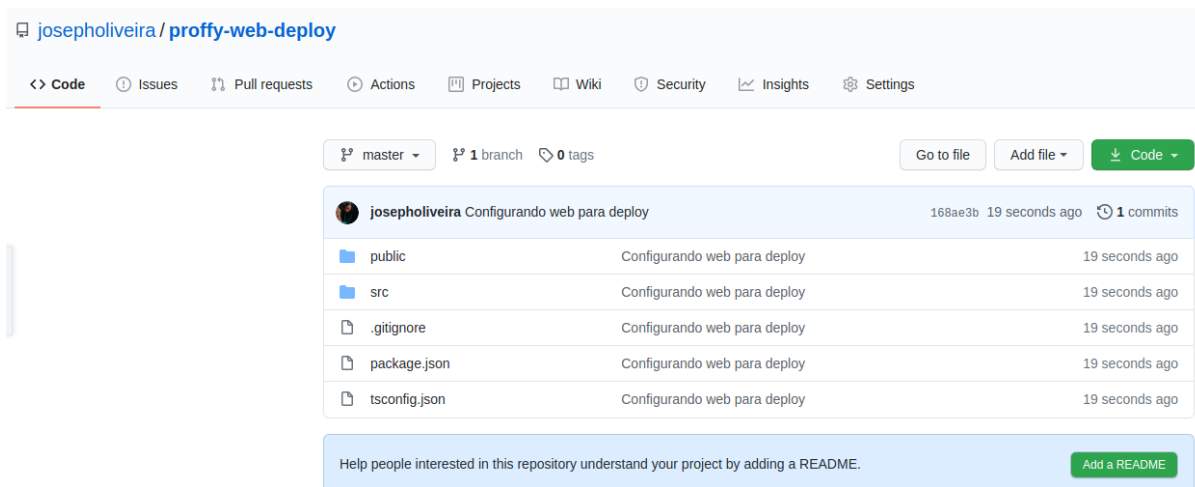 josepholiveira / proffy-web-deploy
<> Code Issues Pull requests Actions Projects Wiki Security Insights Settings
master 1 branch 0 tags Go to file Add file Code
josepholiveira Configurando web para deploy 168ae3b 19 seconds ago 1 commits
public Configurando web para deploy 19 seconds ago
src Configurando web para deploy 19 seconds ago
.gitignore Configurando web para deploy 19 seconds ago
package.json Configurando web para deploy 19 seconds ago
tsconfig.json Configurando web para deploy 19 seconds ago
Help people interested in this repository understand your project by adding a README. Add a README